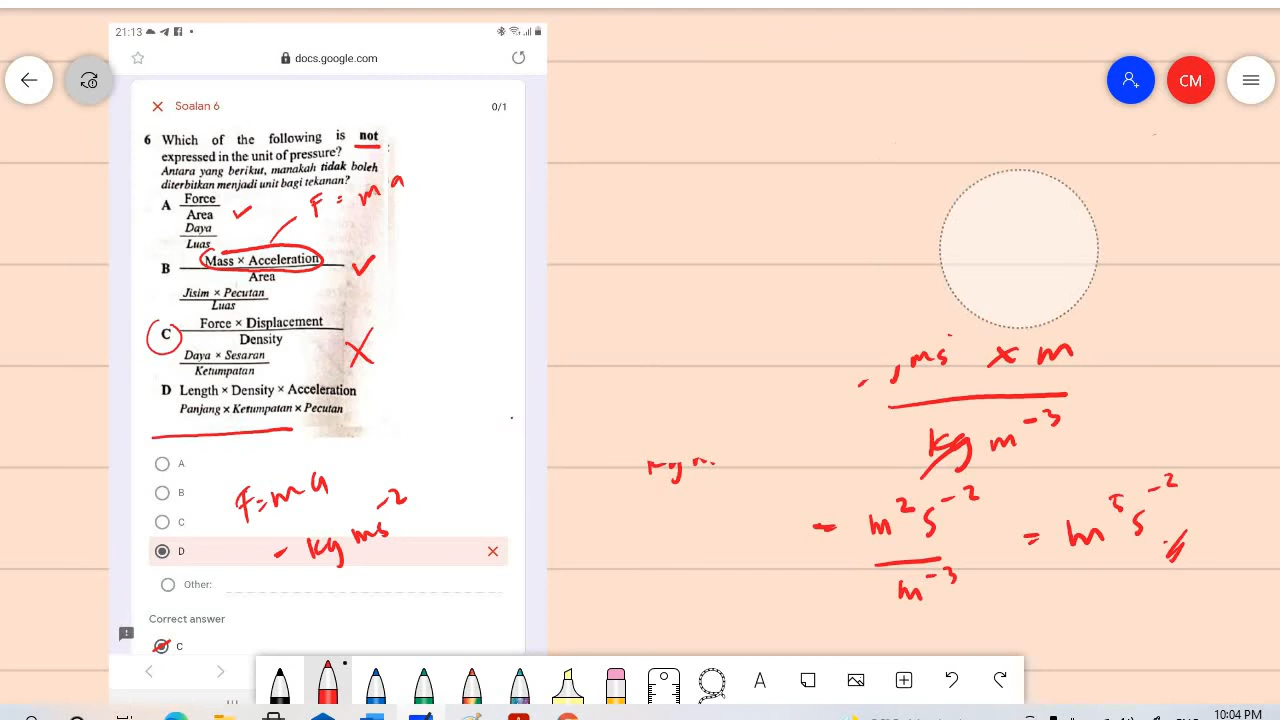 21:13
docs.google.com
CM
Soalan 6
0/1
6 Which of the following is not
expressed in the unit of pressure?
Antara yang berikut, manakah tidak boleh
diterbitkan menjadi unit bagi tekanan?
F = m a
A Force
Area
Daya
Luas
B Mass × Acceleration
Area
Jisim × Pecutan
Luas
C Force × Displacement
Density
Daya × Sesaran
Ketumpatan
D Length × Density × Acceleration
Panjang × Ketumpatan × Pecutan
A
B
C
D
Other:
Correct answer
C
F = m a
- kg ms⁻²
ms × m
kg m⁻³
- m² s⁻²
m⁻³
= m⁵ s⁻²
A
10:04 PM